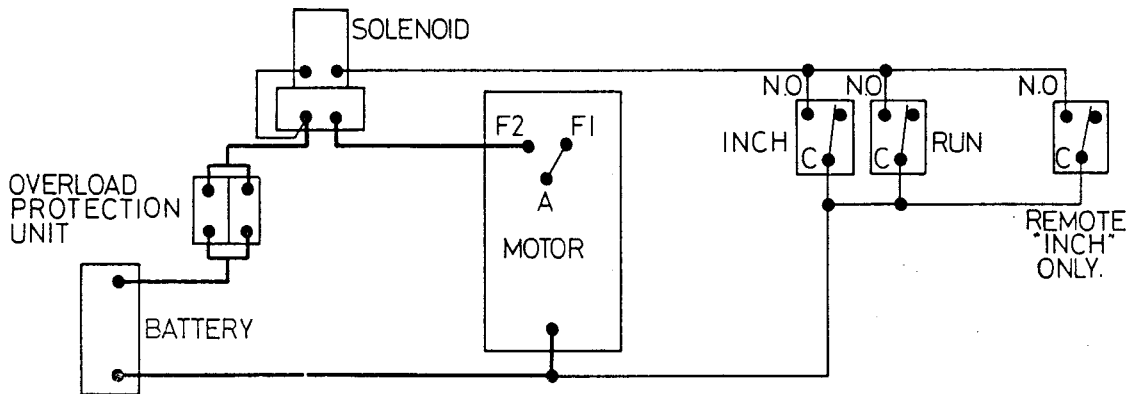 SOLENOID
N.O
N.O
N.O
F2
F1
INCH
C
C
RUN
C
A
OVERLOAD
PROTECTION
UNIT
MOTOR
REMOTE
"INCH"
ONLY.
BATTERY